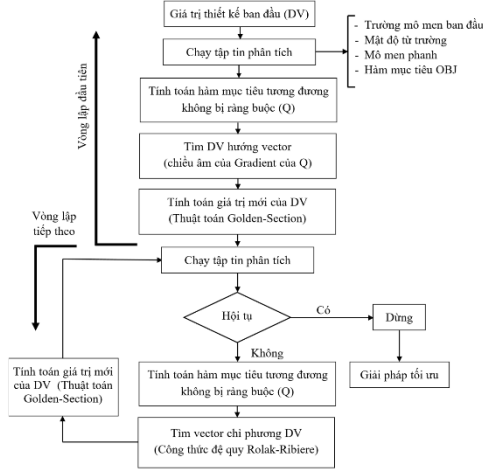 Giá trị thiết kế ban đầu (DV)
Chạy tập tin phân tích
- Trường mô men ban đầu
- Mật độ từ trường
- Mô men phanh
- Hàm mục tiêu OBJ
Vòng lặp đầu tiên
Tính toán hàm mục tiêu tương đương
không bị ràng buộc (Q)
Tìm DV hướng vector
(chiều âm của Gradient của Q)
Tính toán giá trị mới của DV
(Thuật toán Golden-Section)
Vòng lặp
tiếp theo
Chạy tập tin phân tích
Hội tụ
Có
Dừng
Giải pháp tối ưu
Không
Tính toán hàm mục tiêu tương đương
không bị ràng buộc (Q)
Tính toán giá trị mới
của DV (Thuật toán
Golden-Section)
Tìm vector chỉ phương DV
(Công thức đệ quy Rolak-Ribiere)